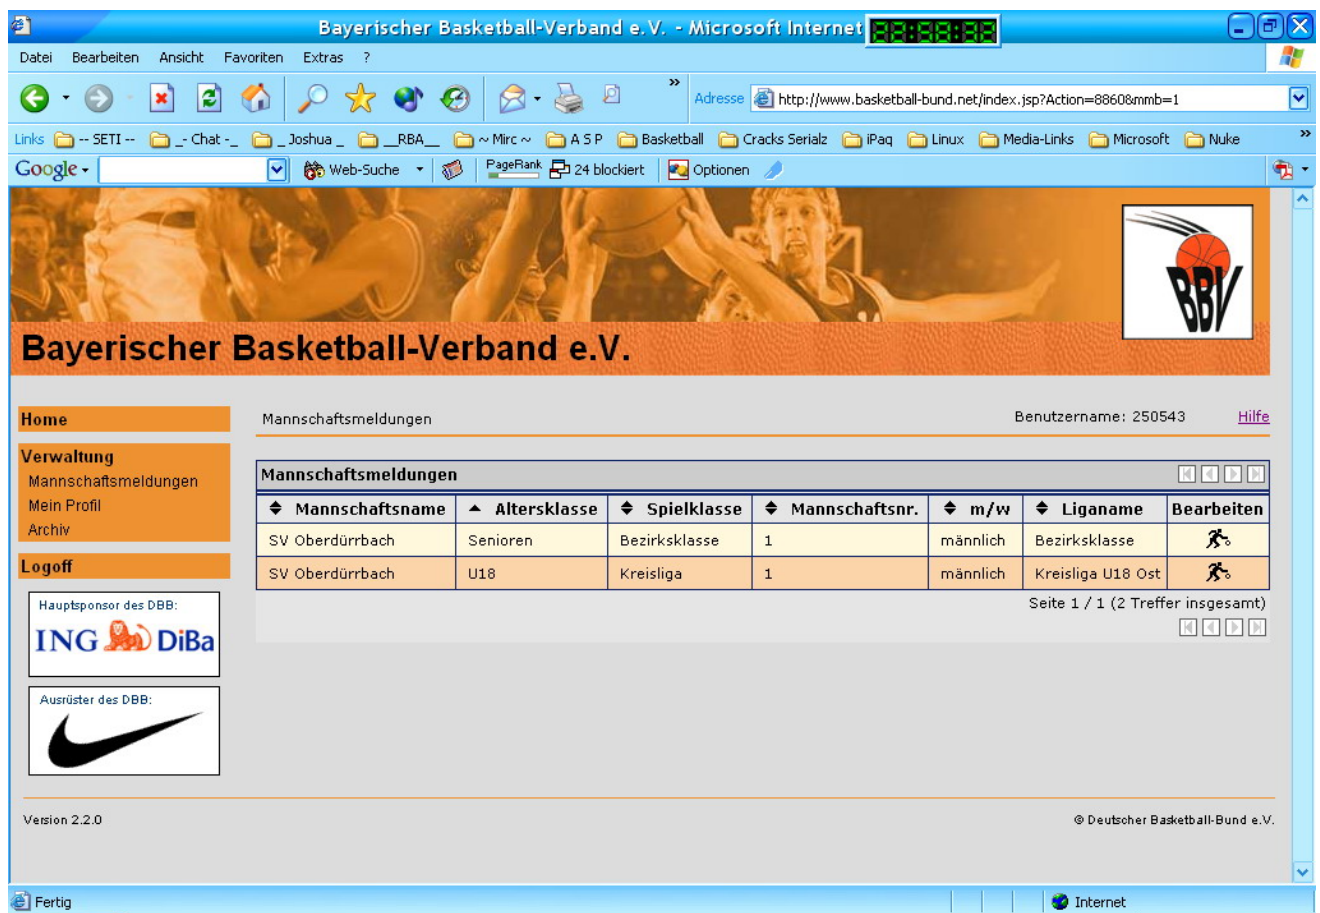 Bayerischer Basketball-Verband e.V. - Microsoft Internet
Datei Bearbeiten Ansicht Favoriten Extras ?
Adresse http://www.basketball-bund.net/index.jsp?Action=8860&mmb=1
Links -- SETI -- _- Chat -_ _ Joshua _ __RBA__ ~ Mirc ~ A S P Basketball Cracks Serialz iPaq Linux Media-Links Microsoft Nuke
Google Web-Suche PageRank 24 blockiert Optionen
BBV
Bayerischer Basketball-Verband e.V.
Home
Mannschaftsmeldungen Benutzername: 250543 Hilfe
Verwaltung
Mannschaftsmeldungen
Mein Profil
Archiv
Logoff
Mannschaftsmeldungen
Mannschaftsname Altersklasse Spielklasse Mannschaftsnr. m/w Liganame Bearbeiten
SV Oberdürrbach Senioren Bezirksklasse 1 männlich Bezirksklasse
SV Oberdürrbach U18 Kreisliga 1 männlich Kreisliga U18 Ost
Seite 1 / 1 (2 Treffer insgesamt)
Hauptsponsor des DBB:
ING DiBa
Ausrüster des DBB:
Version 2.2.0 © Deutscher Basketball-Bund e.V.
Fertig Internet